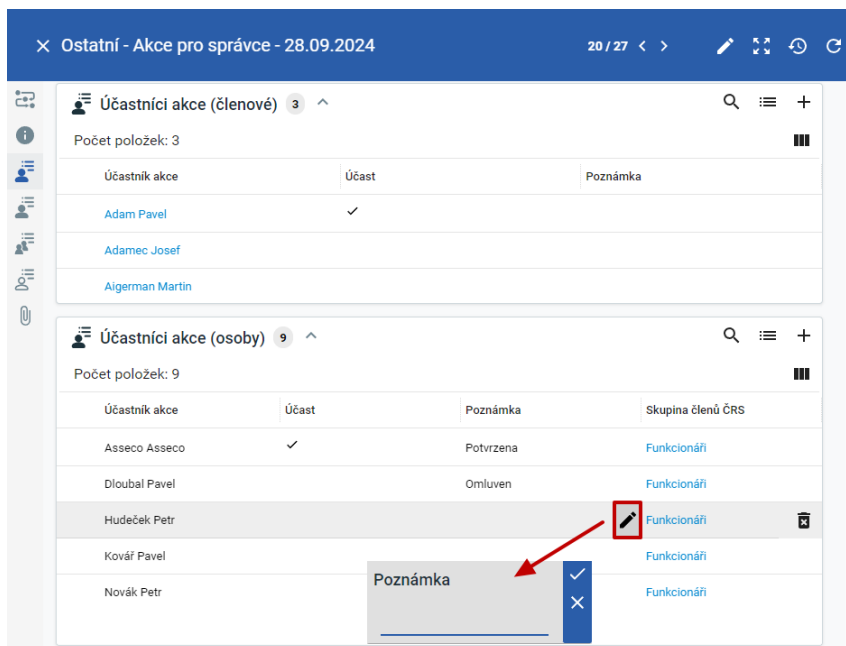 Ostatní - Akce pro správce - 28.09.2024 20 / 27
Účastníci akce (členové) 3
Počet položek: 3
Účastník akce Účast Poznámka
Adam Pavel
Adamec Josef
Aigerman Martin
Účastníci akce (osoby) 9
Počet položek: 9
Účastník akce Účast Poznámka Skupina členů ČRS
Asseco Asseco Potvrzena Funkcionáři
Dloubal Pavel Omluven Funkcionáři
Hudeček Petr Funkcionáři
Kovář Pavel Funkcionáři
Poznámka
Novák Petr Funkcionáři